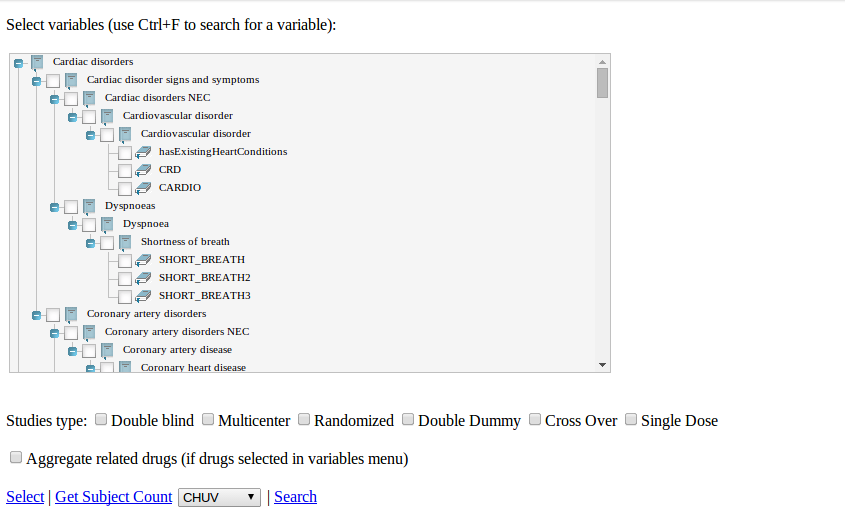 Select variables (use Ctrl+F to search for a variable):
Cardiac disorders
Cardiac disorder signs and symptoms
Cardiac disorders NEC
Cardiovascular disorder
Cardiovascular disorder
hasExistingHeartConditions
CRD
CARDIO
Dyspnoeas
Dyspnoea
Shortness of breath
SHORT_BREATH
SHORT_BREATH2
SHORT_BREATH3
Coronary artery disorders
Coronary artery disorders NEC
Coronary artery disease
Coronary heart disease
Studies type: Double blind Multicenter Randomized Double Dummy Cross Over Single Dose
Aggregate related drugs (if drugs selected in variables menu)
Select | Get Subject Count CHUV | Search